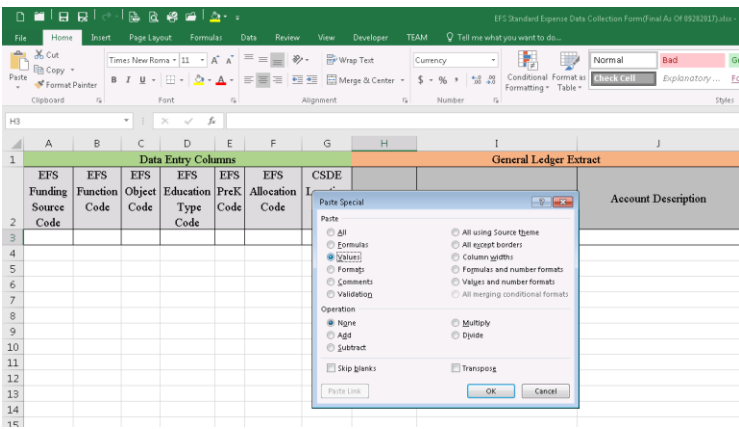 EFS Standard Expense Data Collection Form(Final As Of 09282017).xlsx -
File Home Insert Page Layout Formulas Data Review View Developer TEAM Tell me what you want to do...
Cut
Copy
Format Painter
Paste
Clipboard
Times New Roma 11 A A
B I U A
Font
Wrap Text
Merge & Center
Alignment
Currency
$ % ,
Number
Conditional Formatting
Format as Table
Normal Bad
Check Cell Explanatory ...
Styles
H3 fx
A B C D E F G H I J
1 Data Entry Columns General Ledger Extract
2 EFS Funding Source Code EFS Function Code EFS Object Code EFS Education Type Code EFS PreK Code EFS Allocation Code CSDE Account Description
3
4
5
6
7
8
9
10
11
12
13
14
15
Paste Special
Paste
All All using Source theme
Formulas All except borders
Values Column widths
Formats Formulas and number formats
Comments Values and number formats
Validation All merging conditional formats
Operation
None Multiply
Add Divide
Subtract
Skip blanks Transpose
Paste Link OK Cancel